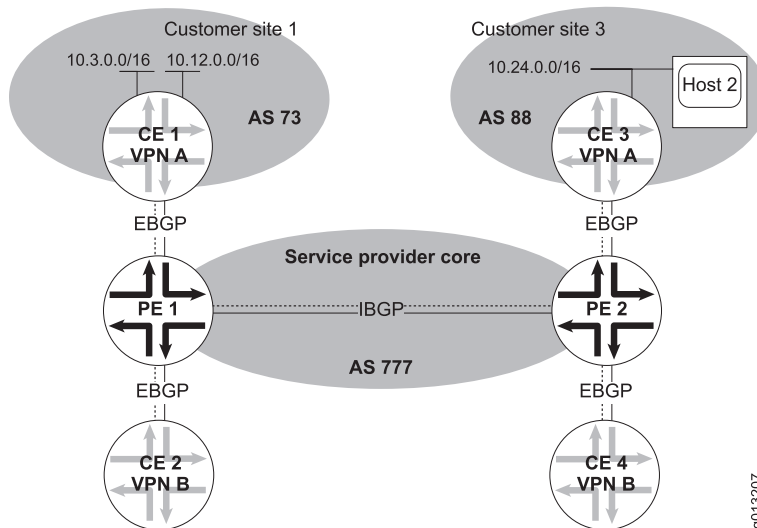 Customer site 1
Customer site 3
10.3.0.0/16
10.12.0.0/16
10.24.0.0/16
Host 2
AS 73
AS 88
CE 1
VPN A
CE 3
VPN A
EBGP
EBGP
Service provider core
PE 1
IBGP
PE 2
AS 777
EBGP
EBGP
CE 2
VPN B
CE 4
VPN B
g013207